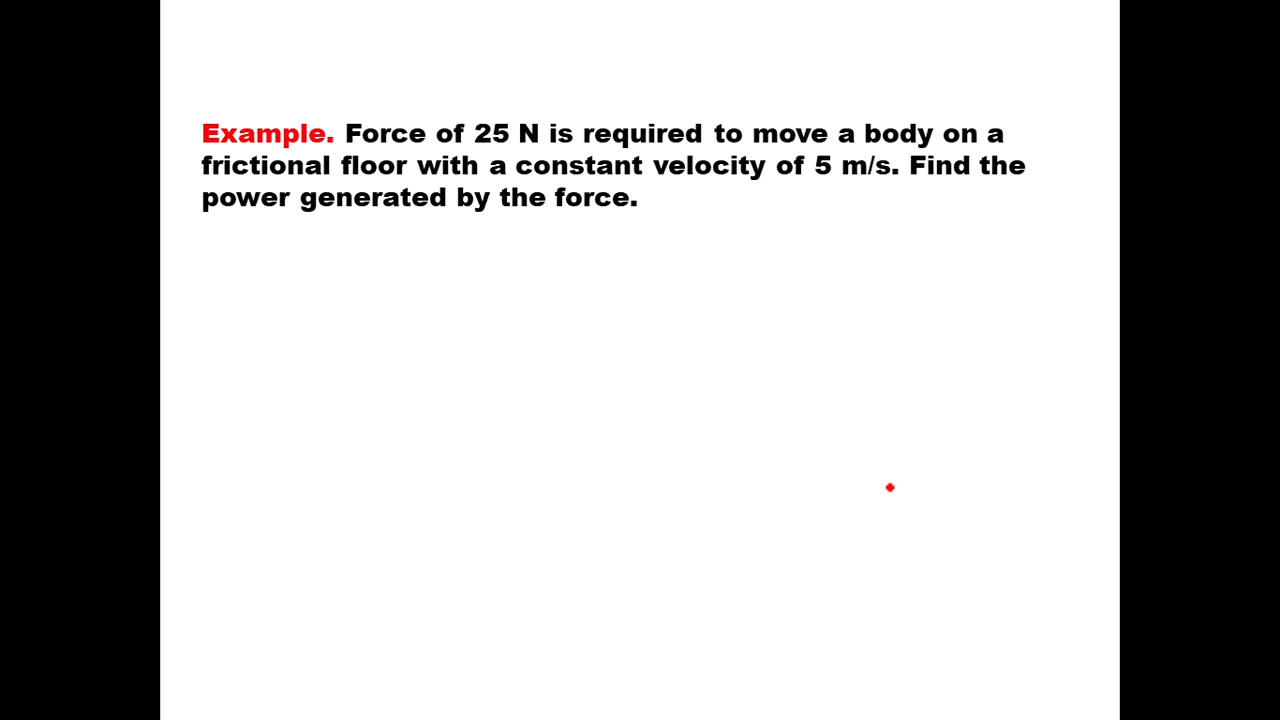 Example. Force of 25 N is required to move a body on a
frictional floor with a constant velocity of 5 m/s. Find the
power generated by the force.